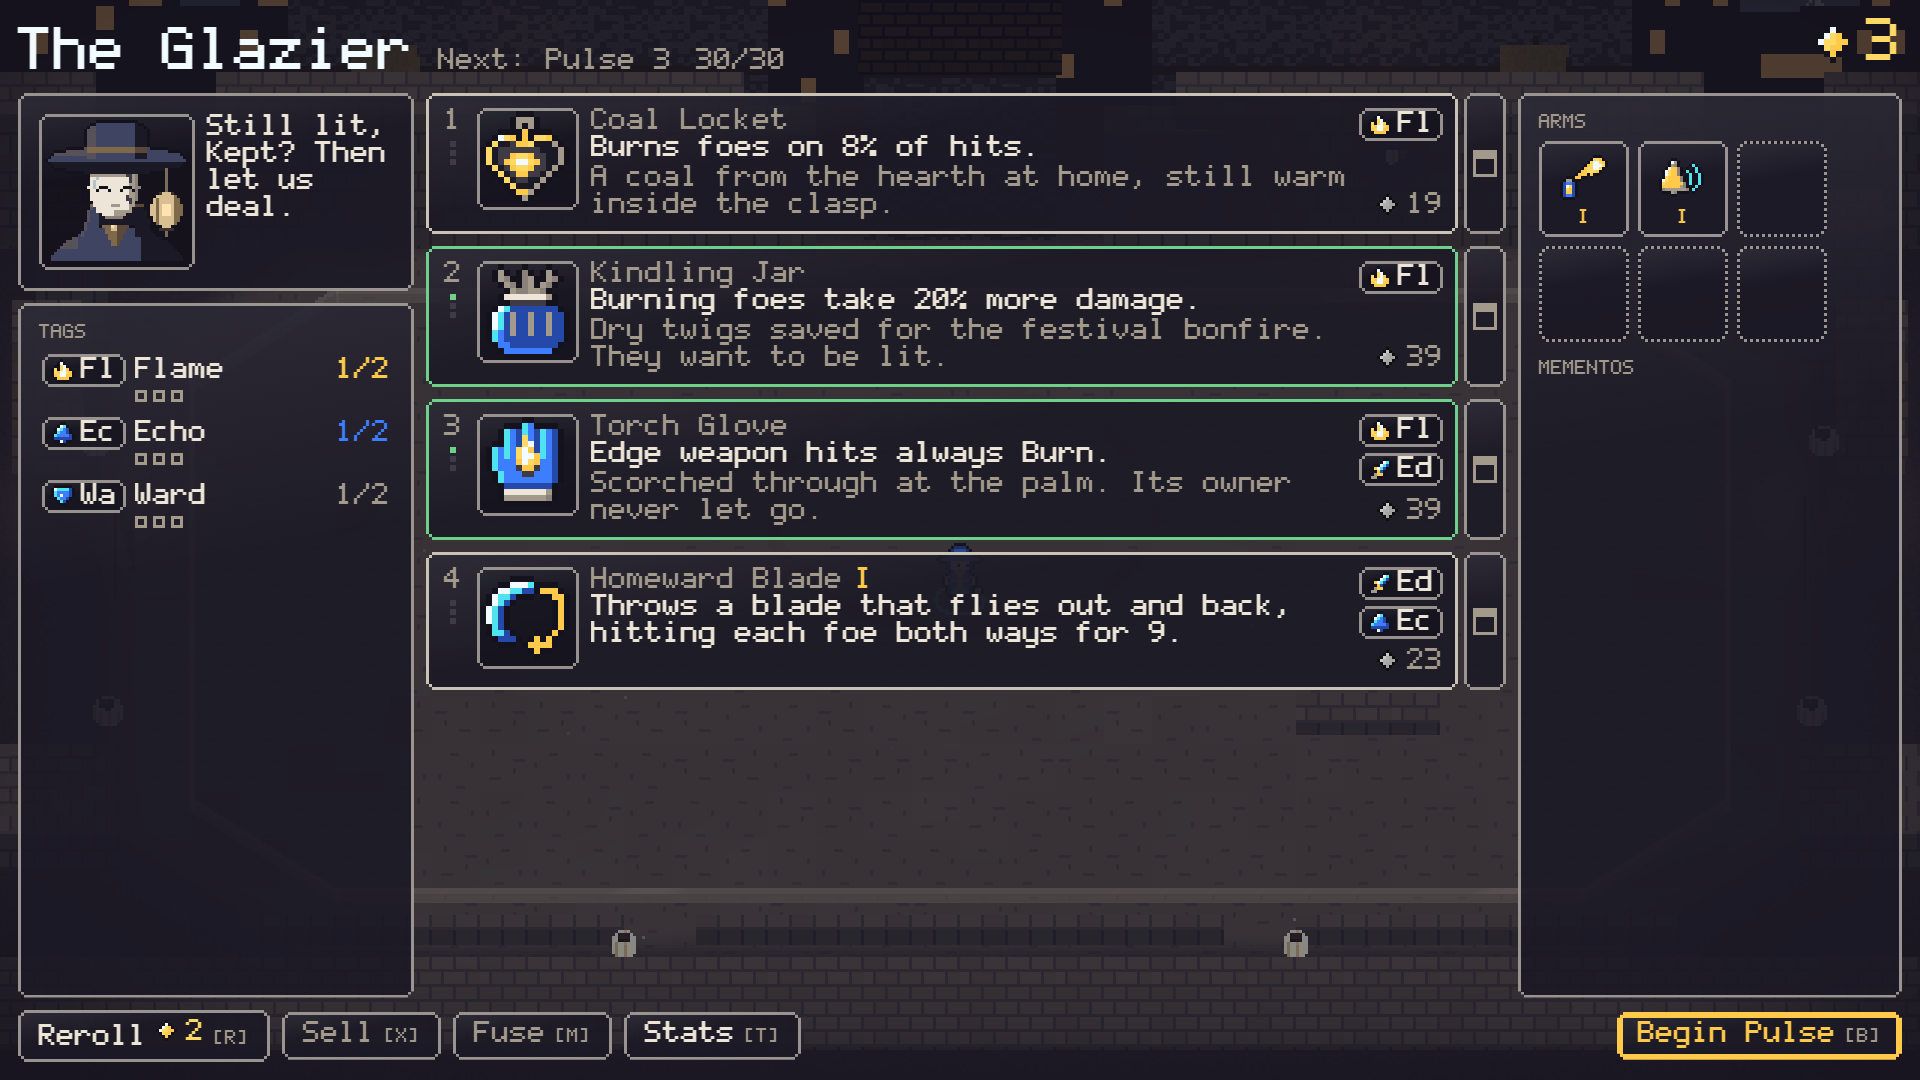 The Glazier
Next: Pulse 3 30/30
3
Still lit,
Kept? Then
let us
deal.
TAGS
Fl Flame 1/2
Ec Echo 1/2
Wa Ward 1/2
1
Coal Locket
Burns foes on 8% of hits.
A coal from the hearth at home, still warm
inside the clasp.
Fl
19
2
Kindling Jar
Burning foes take 20% more damage.
Dry twigs saved for the festival bonfire.
They want to be lit.
Fl
39
3
Torch Glove
Edge weapon hits always Burn.
Scorched through at the palm. Its owner
never let go.
Fl
Ed
39
4
Homeward Blade I
Throws a blade that flies out and back,
hitting each foe both ways for 9.
Ed
Ec
23
ARMS
I
I
MEMENTOS
Reroll 2 [R]
Sell [X]
Fuse [M]
Stats [T]
Begin Pulse [B]